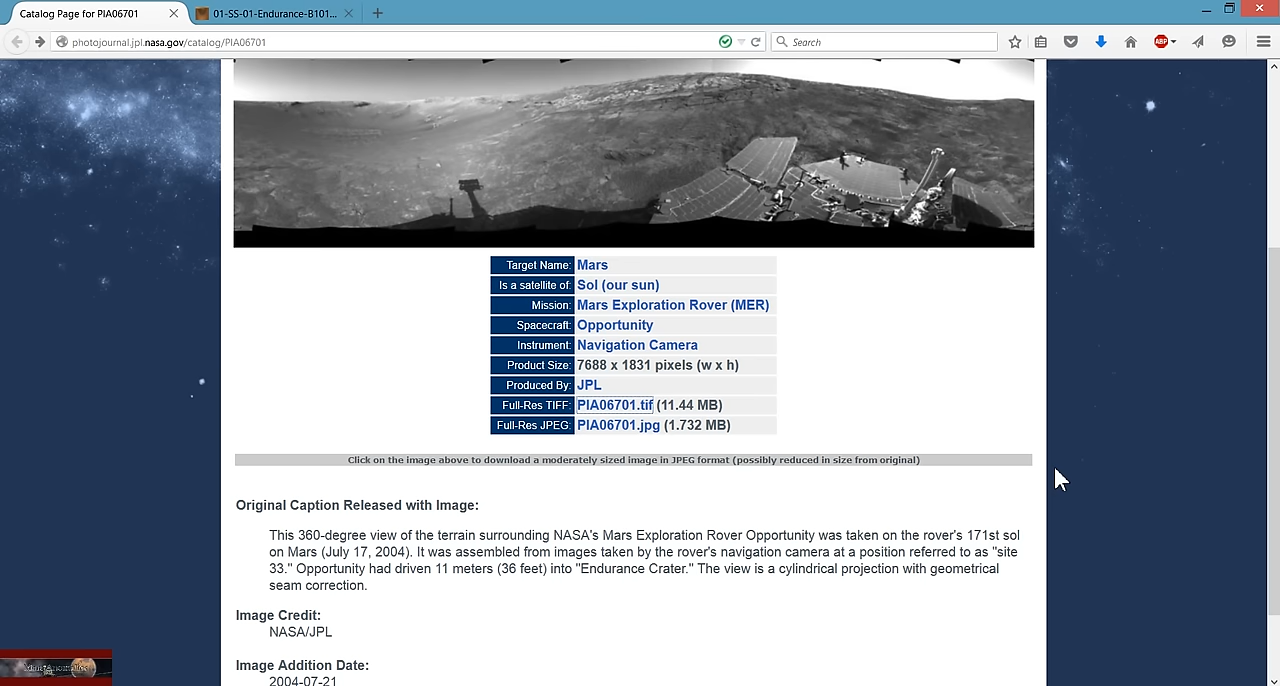 Catalog Page for PIA06701
01-SS-01-Endurance-B101...
photojournal.jpl.nasa.gov/catalog/PIA06701
Search
ABP
Target Name: Mars
Is a satellite of: Sol (our sun)
Mission: Mars Exploration Rover (MER)
Spacecraft: Opportunity
Instrument: Navigation Camera
Product Size: 7688 x 1831 pixels (w x h)
Produced By: JPL
Full-Res TIFF: PIA06701.tif (11.44 MB)
Full-Res JPEG: PIA06701.jpg (1.732 MB)
Click on the image above to download a moderately sized image in JPEG format (possibly reduced in size from original)
Original Caption Released with Image:
This 360-degree view of the terrain surrounding NASA's Mars Exploration Rover Opportunity was taken on the rover's 171st sol
on Mars (July 17, 2004). It was assembled from images taken by the rover's navigation camera at a position referred to as "site
33." Opportunity had driven 11 meters (36 feet) into "Endurance Crater." The view is a cylindrical projection with geometrical
seam correction.
Image Credit:
NASA/JPL
Image Addition Date:
2004-07-21